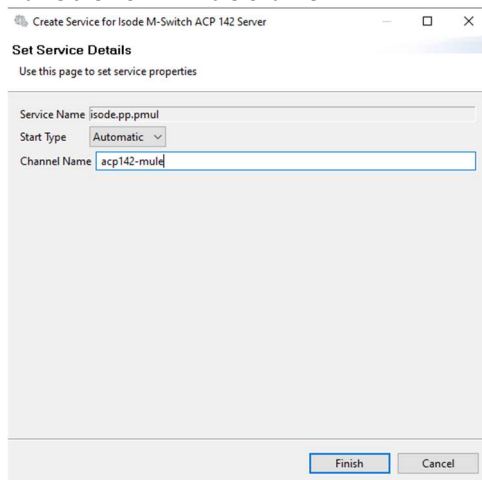 Create Service for Isode M-Switch ACP 142 Server
Set Service Details
Use this page to set service properties
Service Name isode.pp.pmul
Start Type Automatic
Channel Name acp142-mule
Finish Cancel